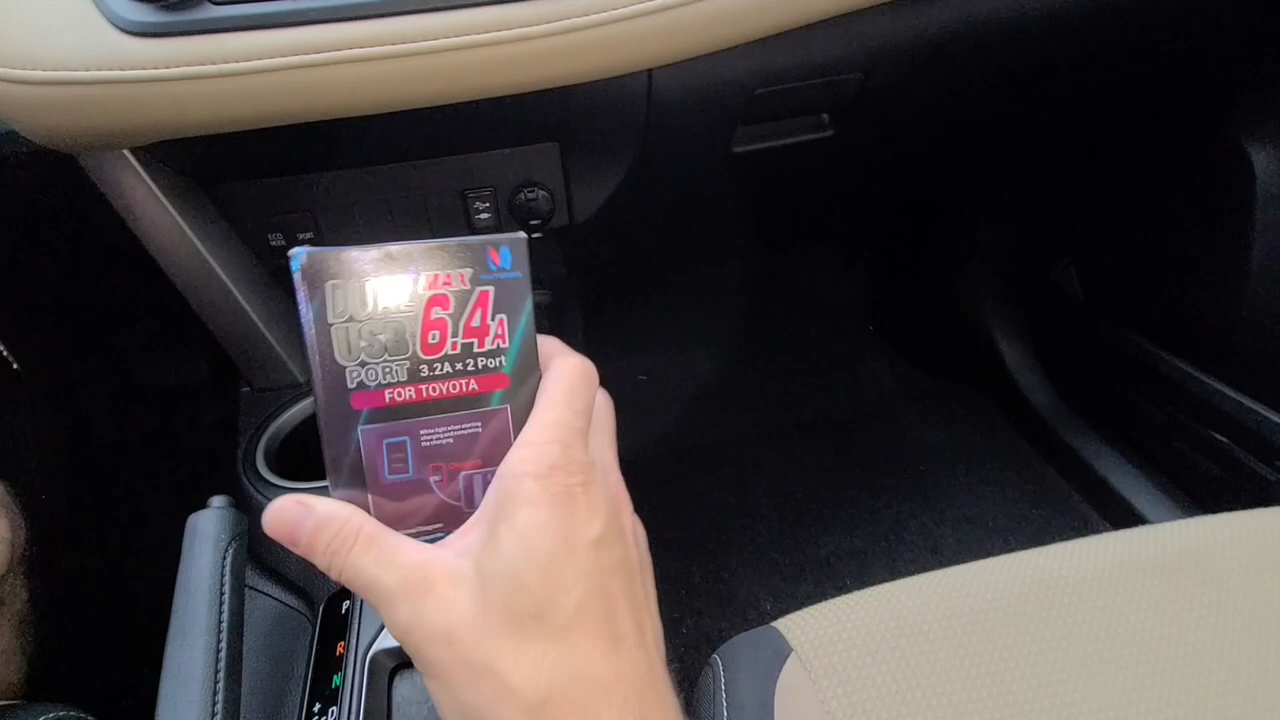 ECO
MODE
SPORT
DUAL
USB
PORT
MAX
6.4A
3.2A × 2 Port
FOR TOYOTA
White light when starting
charging and completing
the charging
P
R
N
D
+